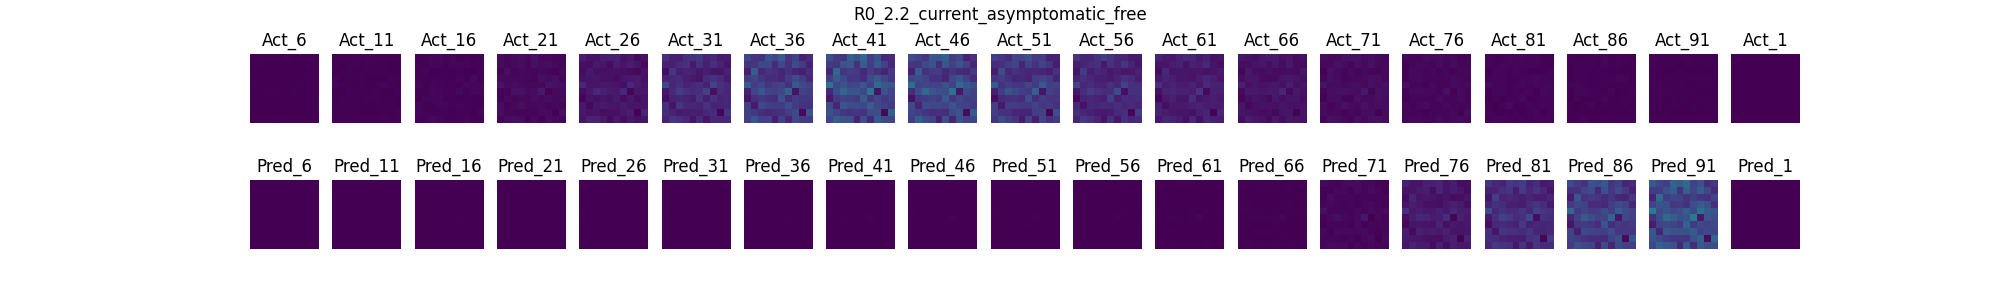 R0_2.2_current_asymptomatic_free
Act_6 Act_11 Act_16 Act_21 Act_26 Act_31 Act_36 Act_41 Act_46 Act_51 Act_56 Act_61 Act_66 Act_71 Act_76 Act_81 Act_86 Act_91 Act_1
Pred_6 Pred_11 Pred_16 Pred_21 Pred_26 Pred_31 Pred_36 Pred_41 Pred_46 Pred_51 Pred_56 Pred_61 Pred_66 Pred_71 Pred_76 Pred_81 Pred_86 Pred_91 Pred_1